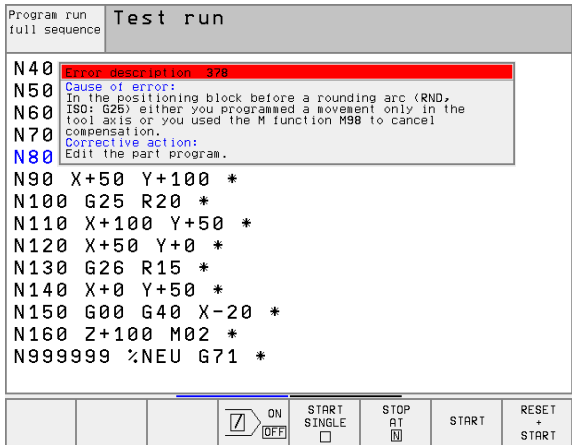 Program run
full sequence
Test run
N40
Error description 378
N50
Cause of error:
In the positioning block before a rounding arc (RND,
N60
ISO: G25) either you programmed a movement only in the
tool axis or you used the M function M98 to cancel
N70
compensation.
Corrective action:
N80
Edit the part program.
N90 X+50 Y+100 *
N100 G25 R20 *
N110 X+100 Y+50 *
N120 X+50 Y+0 *
N130 G26 R15 *
N140 X+0 Y+50 *
N150 G00 G40 X-20 *
N160 Z+100 M02 *
N999999 %NEU G71 *
ON
OFF
START
SINGLE
STOP
AT
N
START
RESET
+
START